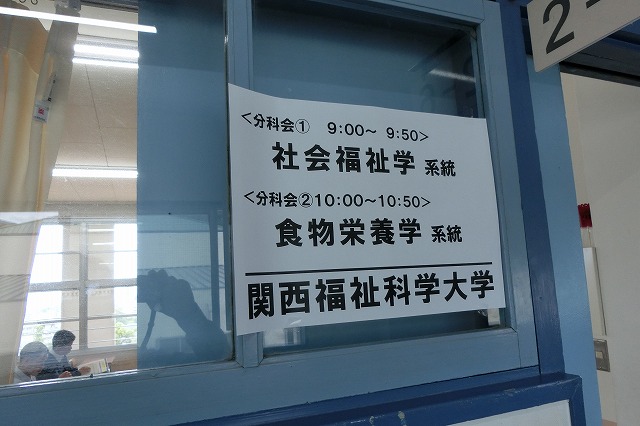 <分科会① 9:00～ 9:50>
社会福祉学 系統
<分科会②10:00～10:50>
食物栄養学 系統
関西福祉科学大学
2